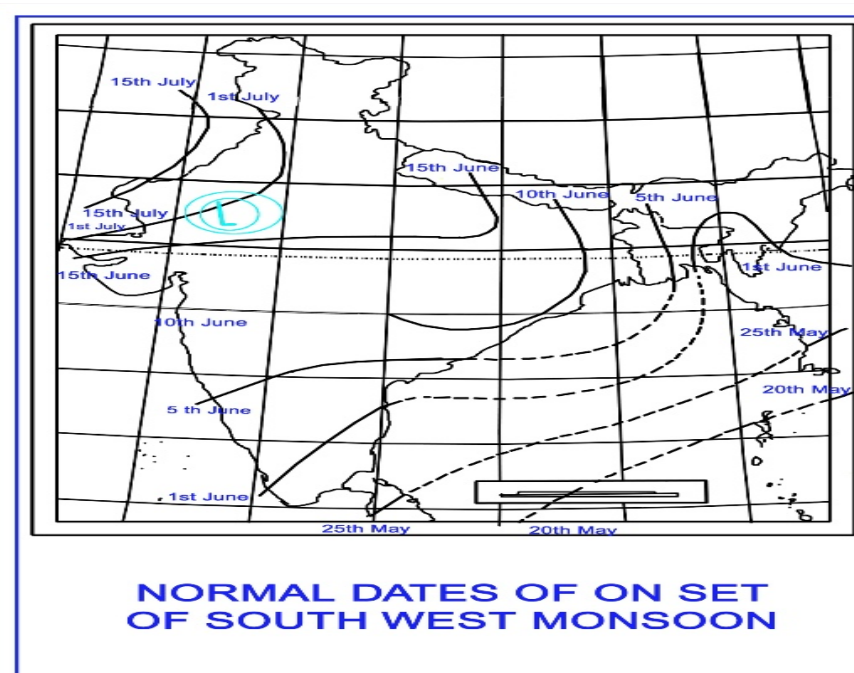 15th July
1st July
15th June
10th June
5th June
15th July
1st July
L
15th June
1st June
10th June
25th May
20th May
5 th June
1st June
25th May
20th May
NORMAL DATES OF ON SET
OF SOUTH WEST MONSOON